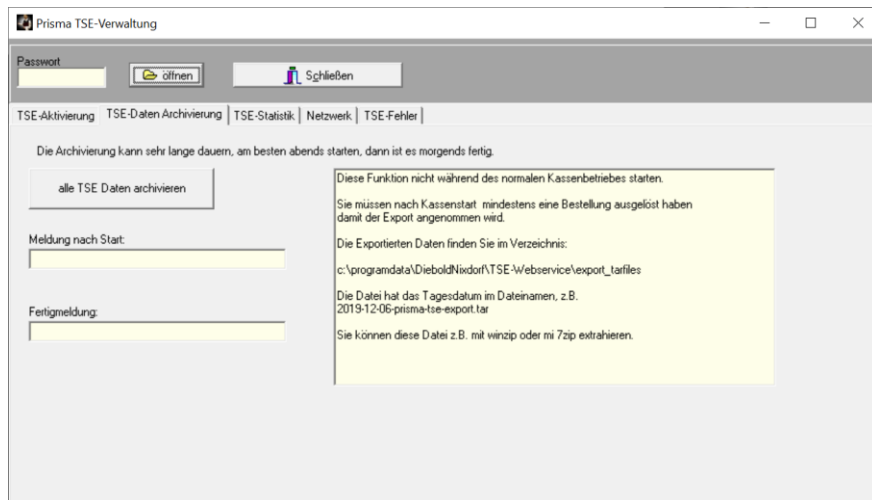 Prisma TSE-Verwaltung
Passwort
öffnen
Schließen
TSE-Aktivierung
TSE-Daten Archivierung
TSE-Statistik
Netzwerk
TSE-Fehler
Die Archivierung kann sehr lange dauern, am besten abends starten, dann ist es morgends fertig.
alle TSE Daten archivieren
Meldung nach Start:
Fertigmeldung:
Diese Funktion nicht während des normalen Kassenbetriebes starten.
Sie müssen nach Kassenstart mindestens eine Bestellung ausgelöst haben
damit der Export angenommen wird.
Die Exportierten Daten finden Sie im Verzeichnis:
c:\programdata\DieboldNixdorf\TSE-Webservice\export_tarfiles
Die Datei hat das Tagesdatum im Dateinamen, z.B.
2019-12-06-prisma-tse-export.tar
Sie können diese Datei z.B. mit winzip oder mi 7zip extrahieren.